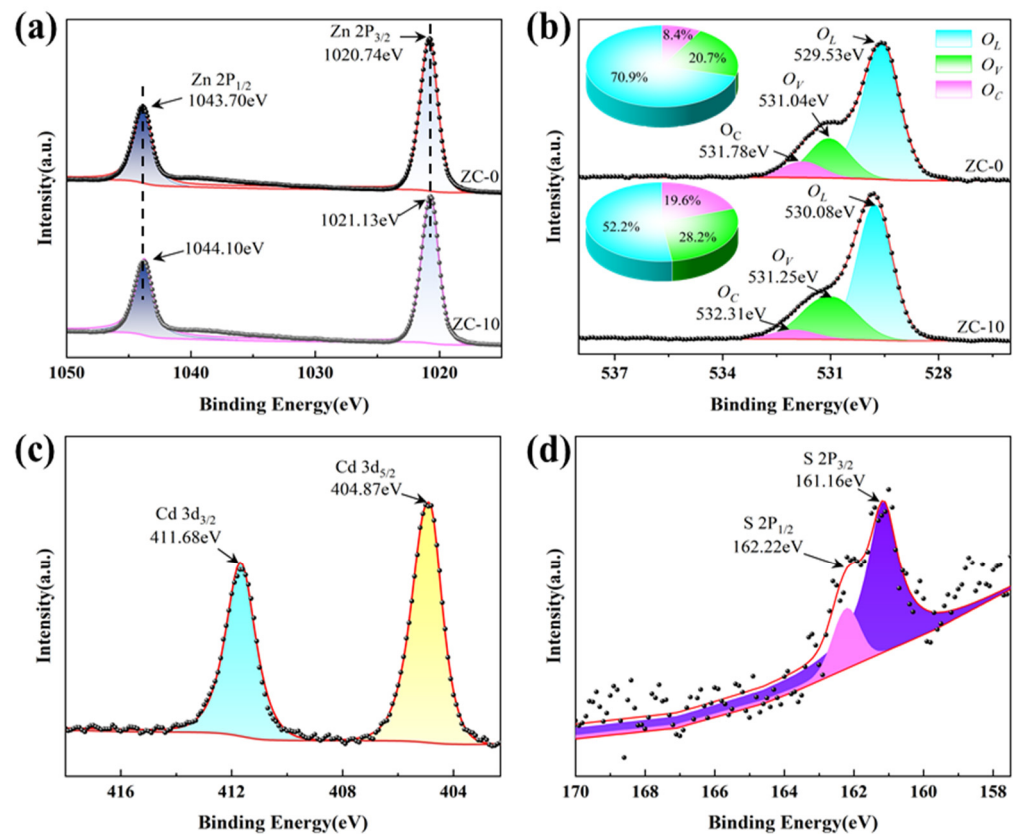 (a)
Zn 2P3/2
1020.74eV
Zn 2P1/2
1043.70eV
ZC-0
1021.13eV
1044.10eV
ZC-10
Intensity(a.u.)
1050 1040 1030 1020
Binding Energy(eV)
(b)
8.4%
20.7%
70.9%
OL
529.53eV
OV
531.04eV
OC
531.78eV
OL
OV
OC
ZC-0
19.6%
52.2%
28.2%
OL
530.08eV
OV
531.25eV
OC
532.31eV
ZC-10
Intensity(a.u.)
537 534 531 528
Binding Energy(eV)
(c)
Cd 3d5/2
404.87eV
Cd 3d3/2
411.68eV
Intensity(a.u.)
416 412 408 404
Binding Energy(eV)
(d)
S 2P3/2
161.16eV
S 2P1/2
162.22eV
Intensity(a.u.)
170 168 166 164 162 160 158
Binding Energy(eV)